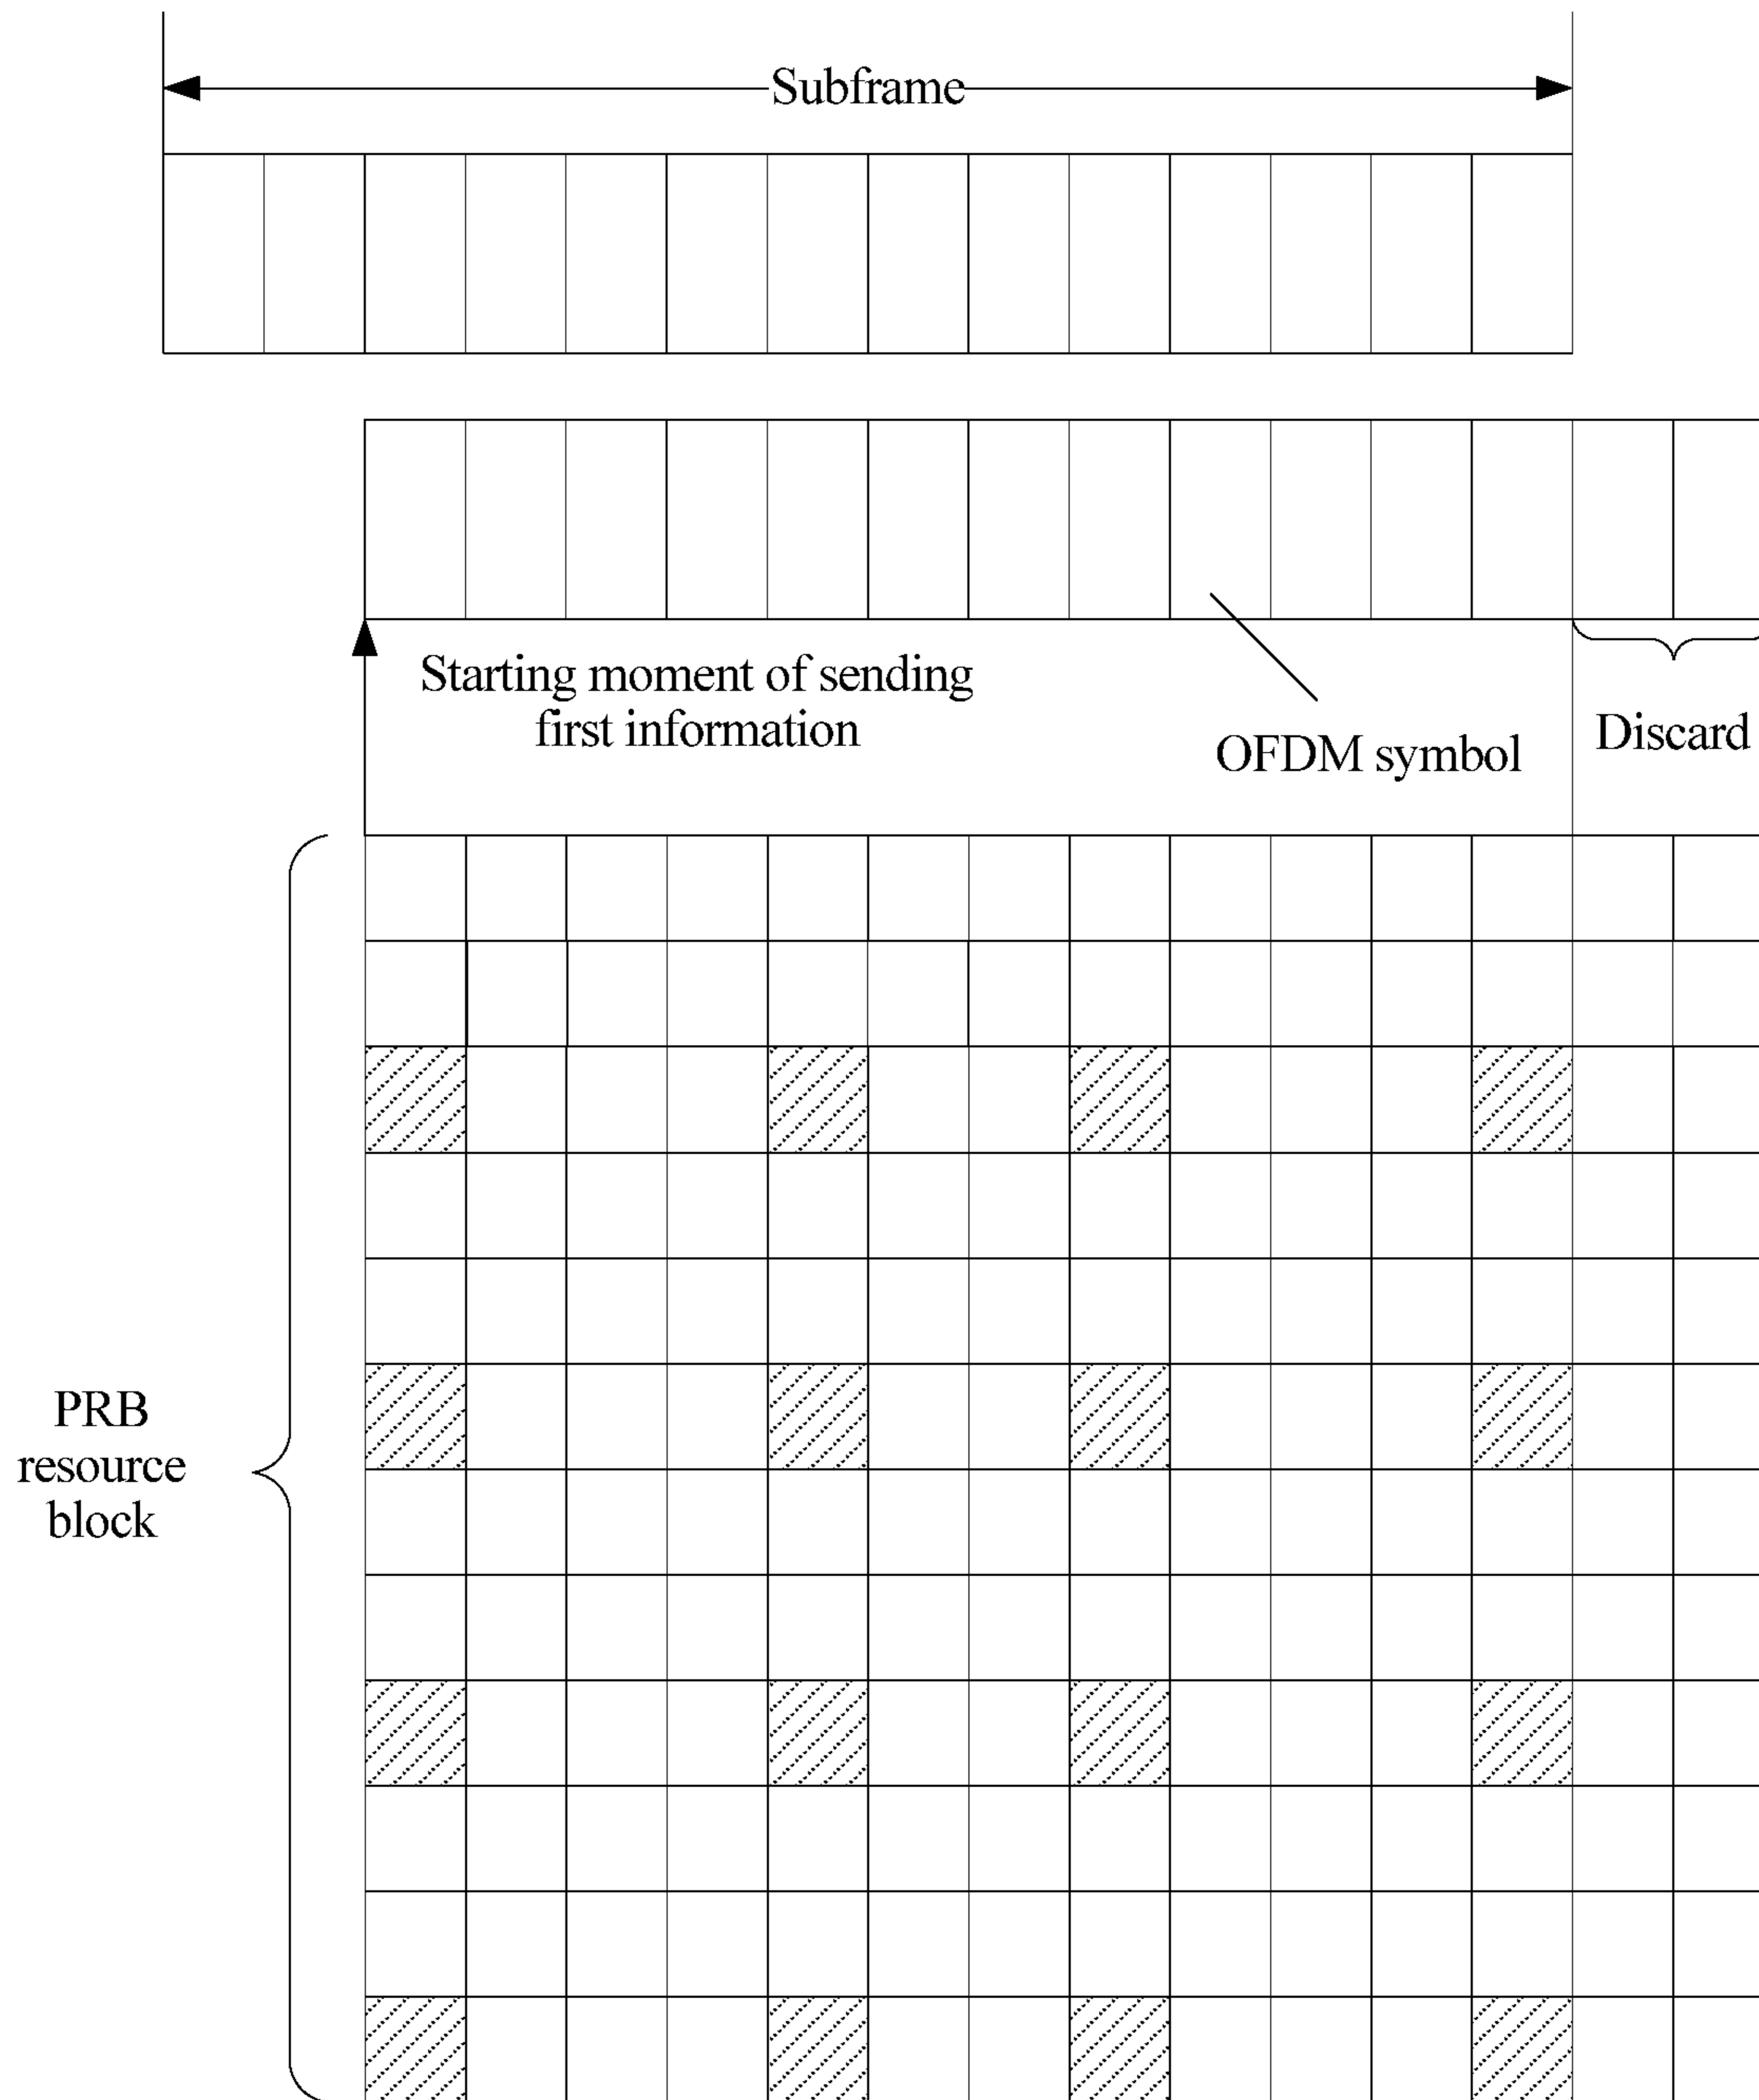 Subframe
Starting moment of sending
first information
OFDM symbol
Discard
PRB
resource
block